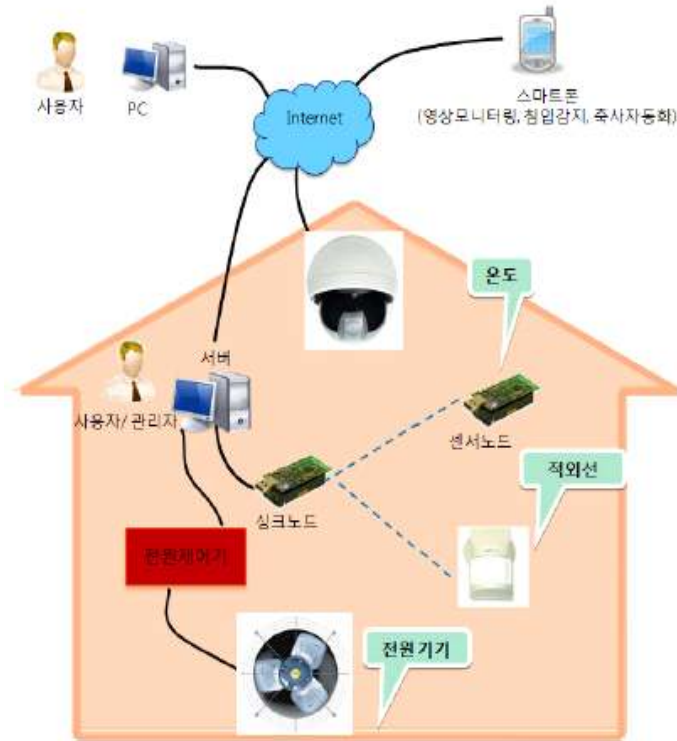 사용자
PC
Internet
스마트폰
(영상모니터링, 침입감지, 축사자동화)
온도
서버
사용자/ 관리자
센서노드
적외선
싱크노드
전원제어기
전원기기